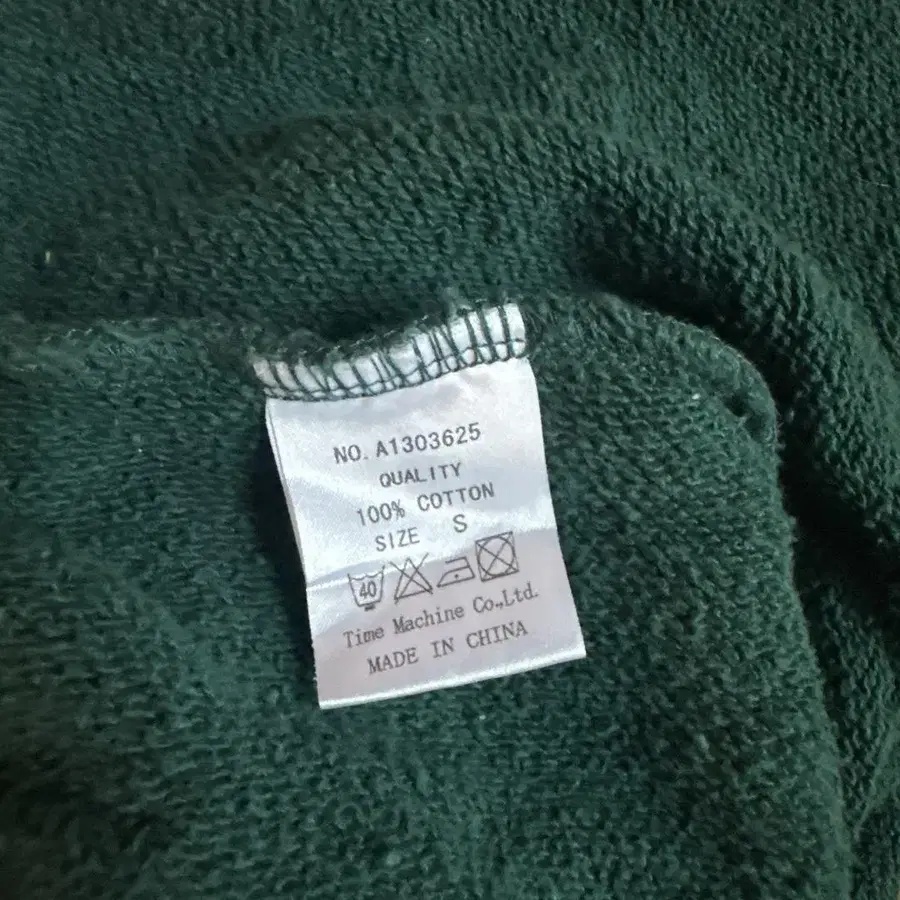 NO. A1303625
QUALITY
100% COTTON
SIZE S
40
Time Machine Co.,Ltd.
MADE IN CHINA